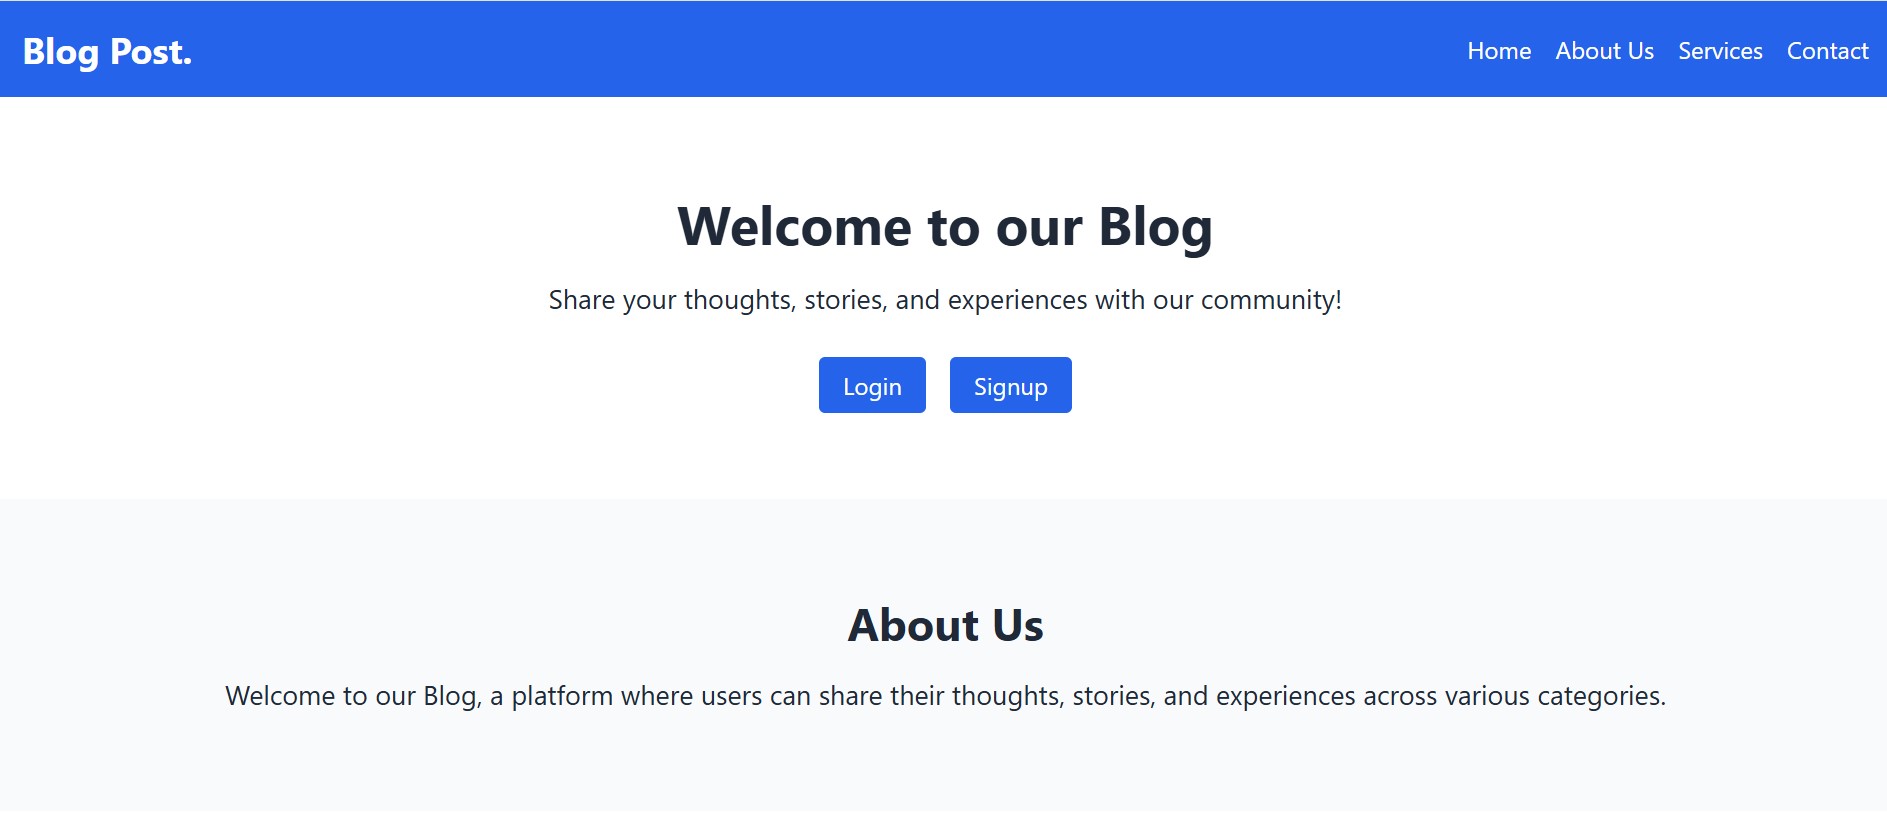 Blog Post.
Home About Us Services Contact
Welcome to our Blog
Share your thoughts, stories, and experiences with our community!
Login Signup
About Us
Welcome to our Blog, a platform where users can share their thoughts, stories, and experiences across various categories.